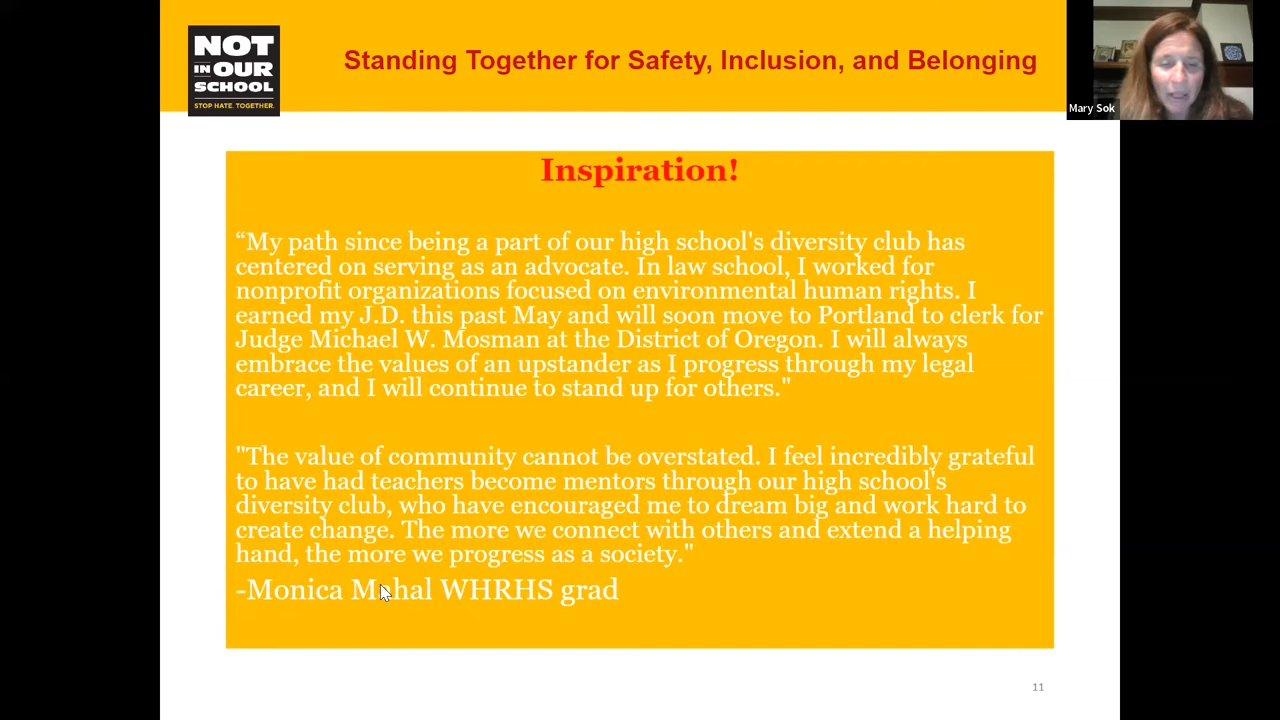 NOT
IN OUR
SCHOOL
STOP HATE. TOGETHER.
Standing Together for Safety, Inclusion, and Belonging
Mary Sok
Inspiration!
“My path since being a part of our high school's diversity club has
centered on serving as an advocate. In law school, I worked for
nonprofit organizations focused on environmental human rights. I
earned my J.D. this past May and will soon move to Portland to clerk for
Judge Michael W. Mosman at the District of Oregon. I will always
embrace the values of an upstander as I progress through my legal
career, and I will continue to stand up for others."
"The value of community cannot be overstated. I feel incredibly grateful
to have had teachers become mentors through our high school's
diversity club, who have encouraged me to dream big and work hard to
create change. The more we connect with others and extend a helping
hand, the more we progress as a society."
-Monica Mahal WHRHS grad
11